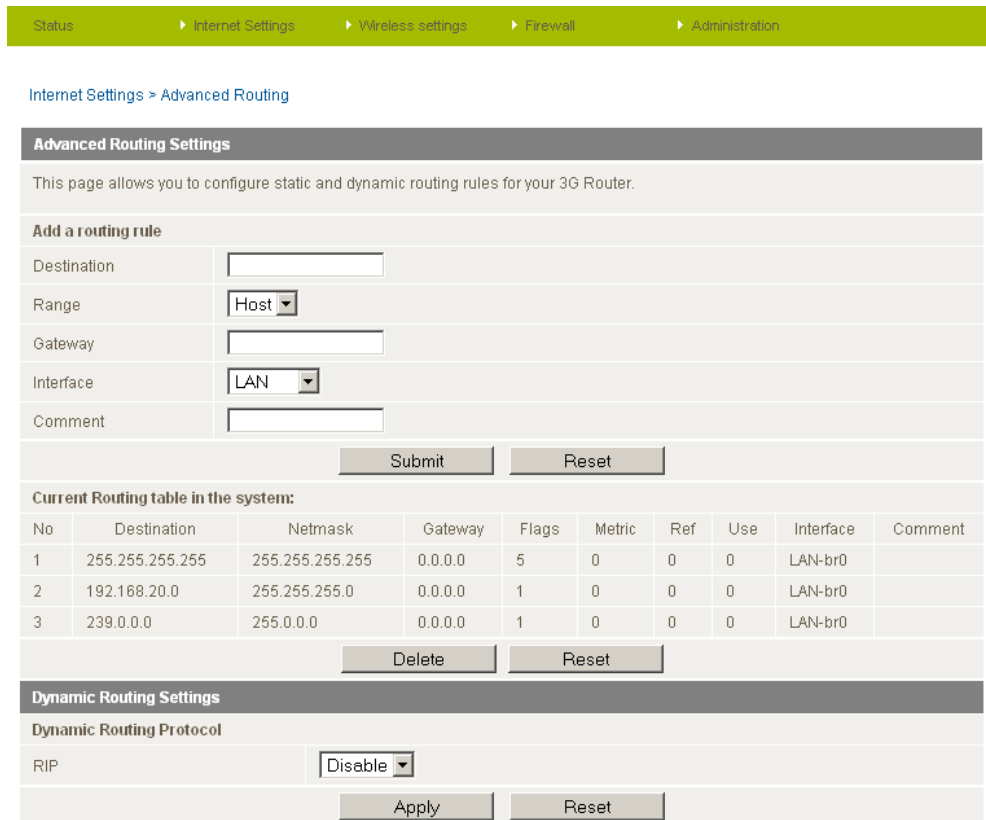 Status Internet Settings Wireless settings Firewall Administration
Internet Settings > Advanced Routing
Advanced Routing Settings
This page allows you to configure static and dynamic routing rules for your 3G Router.
Add a routing rule
Destination
Range Host
Gateway
Interface LAN
Comment
Submit Reset
Current Routing table in the system:
No Destination Netmask Gateway Flags Metric Ref Use Interface Comment
1 255.255.255.255 255.255.255.255 0.0.0.0 5 0 0 0 LAN-br0
2 192.168.20.0 255.255.255.0 0.0.0.0 1 0 0 0 LAN-br0
3 239.0.0.0 255.0.0.0 0.0.0.0 1 0 0 0 LAN-br0
Delete Reset
Dynamic Routing Settings
Dynamic Routing Protocol
RIP Disable
Apply Reset